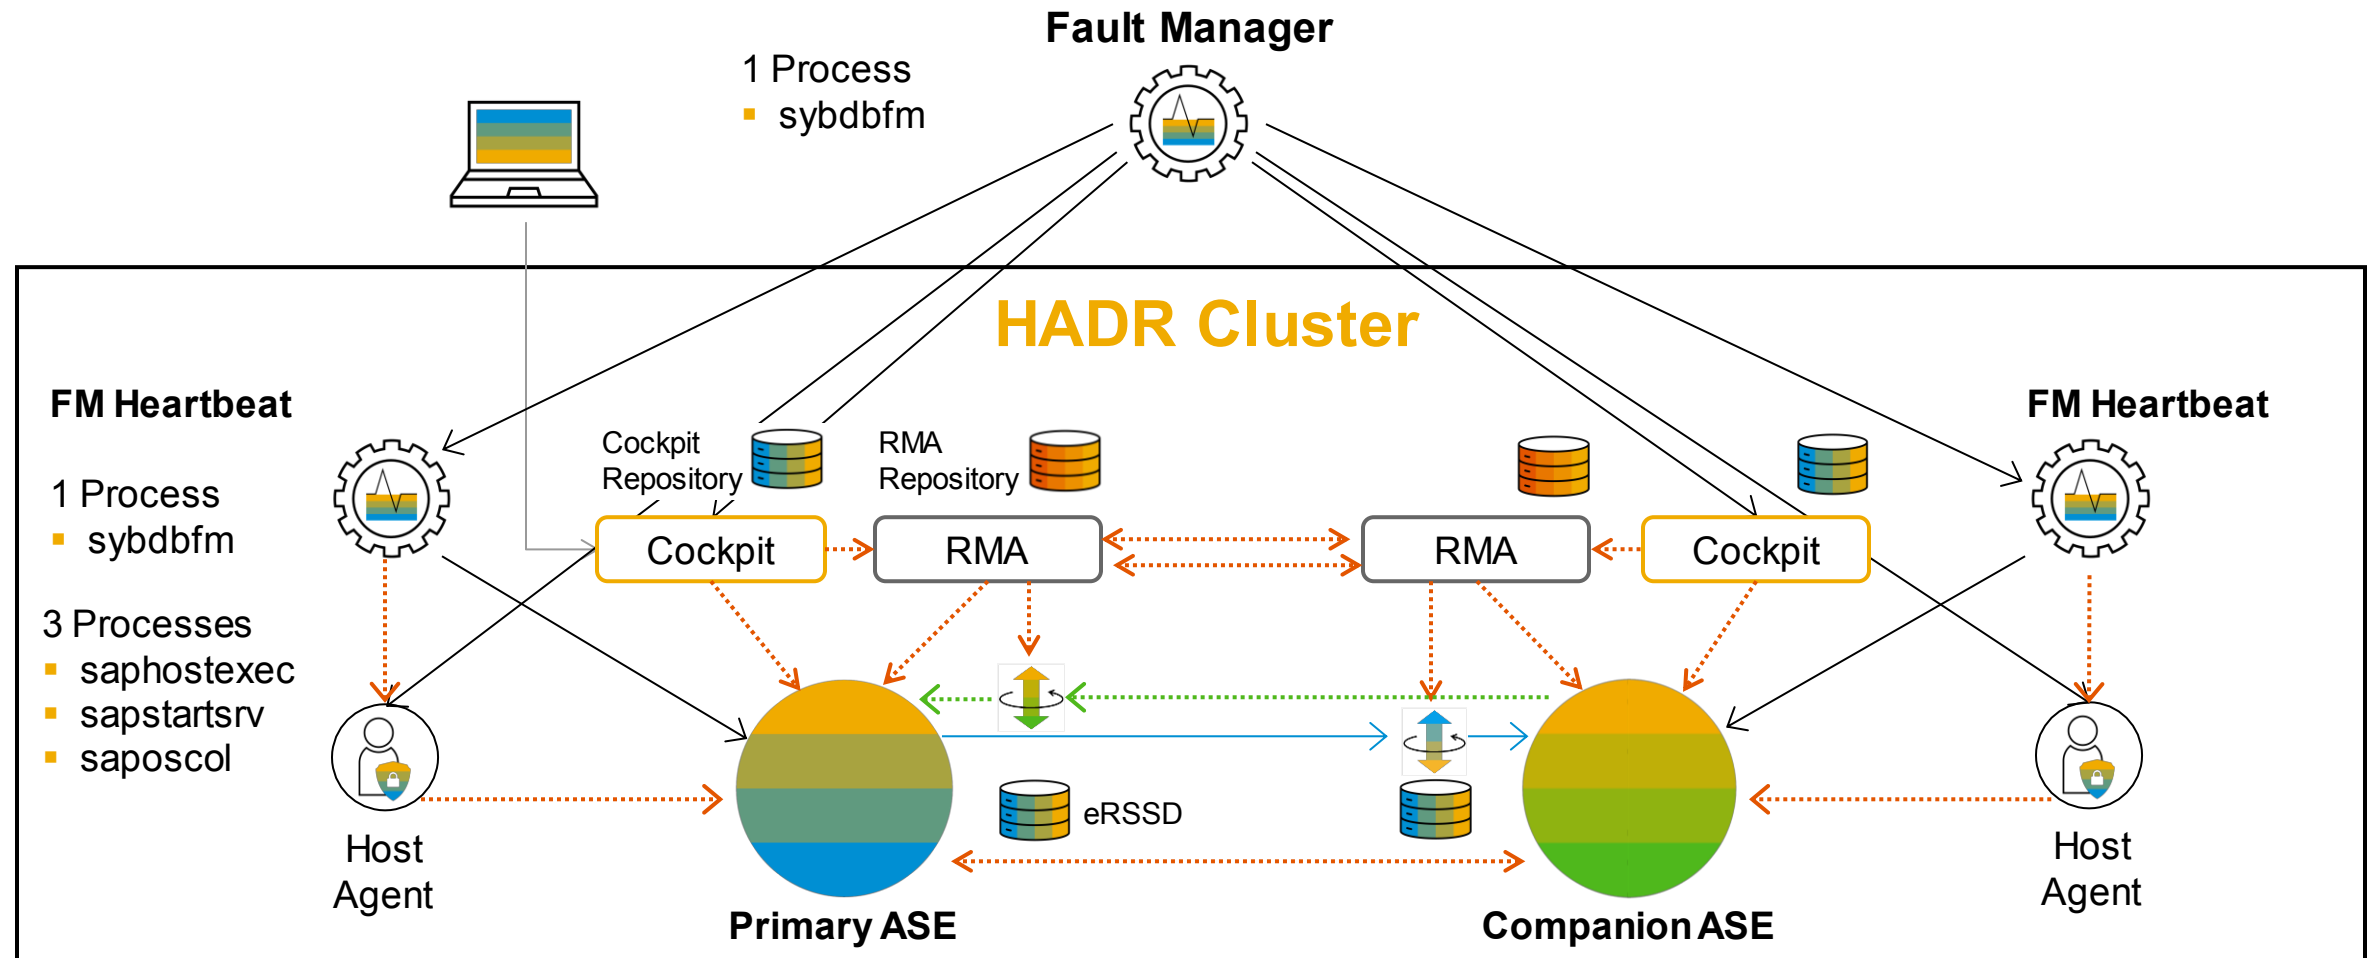 Fault Manager
1 Process
▪ sybdbfm
HADR Cluster
FM Heartbeat
FM Heartbeat
Cockpit
Repository
RMA
Repository
1 Process
▪ sybdbfm
Cockpit
RMA
RMA
Cockpit
3 Processes
▪ saphostexec
▪ sapstartsrv
▪ saposcol
eRSSD
Host
Agent
Host
Agent
Primary ASE
Companion ASE